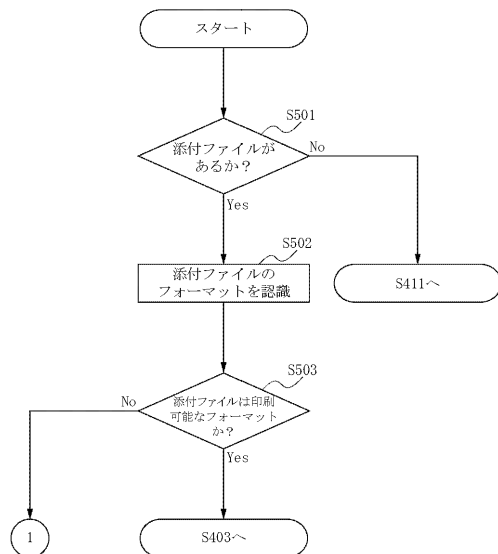 スタート
S501
添付ファイルが
あるか？
No
Yes
S502
添付ファイルの
フォーマットを認識
S411へ
S503
添付ファイルは印刷
可能なフォーマット
か？
No
Yes
1
S403へ